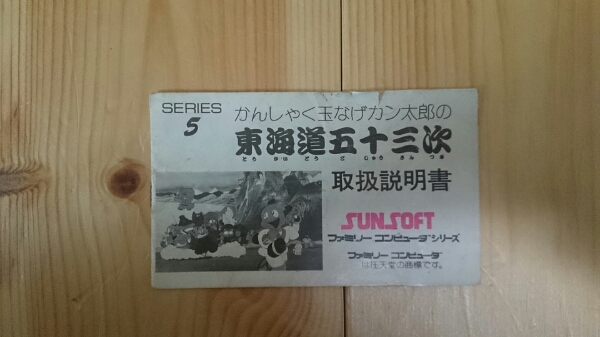 SERIES
5
かんしゃく玉なげカン太郎の
東海道五十三次
とう かい どう ご じゅう さん つぎ
取扱説明書
SUNSOFT
ファミリー コンピュータ シリーズ
ファミリー コンピュータ
は任天堂の商標です。